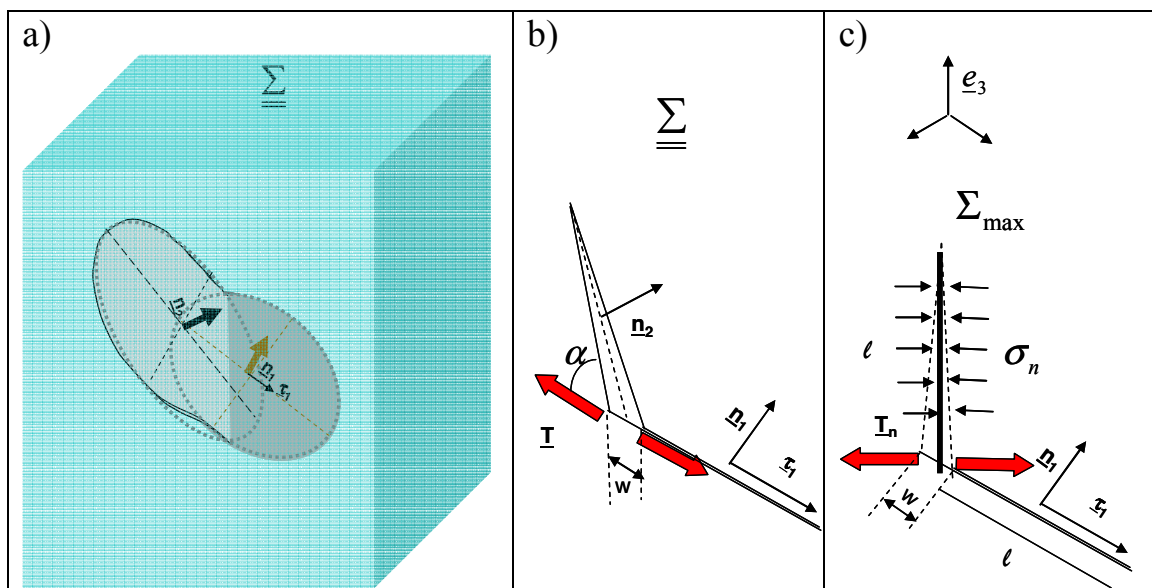 a)
Σ
n₂
n₁
τ₁
b)
Σ
n₂
α
T
w
n₁
τ₁
c)
e₃
Σmax
ℓ
σₙ
Tₙ
n₁
w
τ₁
ℓ